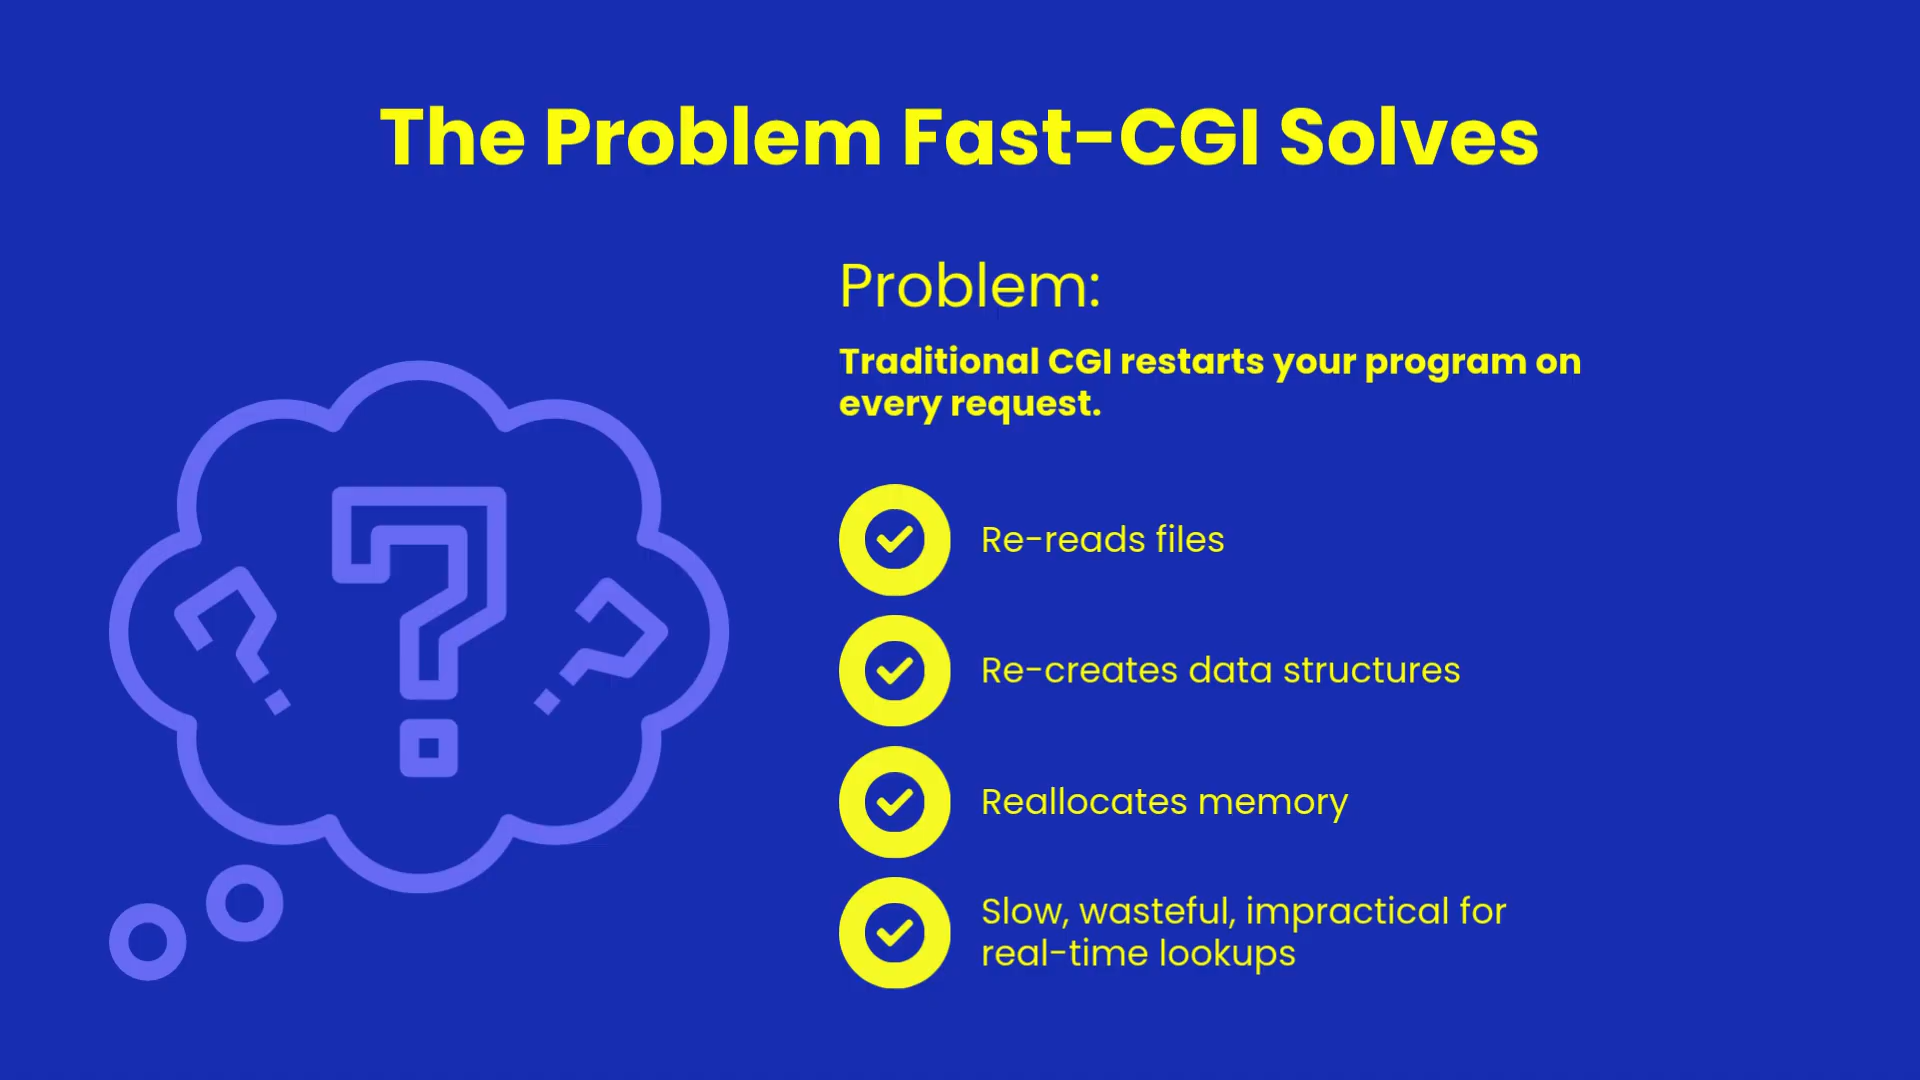 The Problem Fast-CGI Solves
Problem:
Traditional CGI restarts your program on
every request.
Re-reads files
Re-creates data structures
Reallocates memory
Slow, wasteful, impractical for
real-time lookups